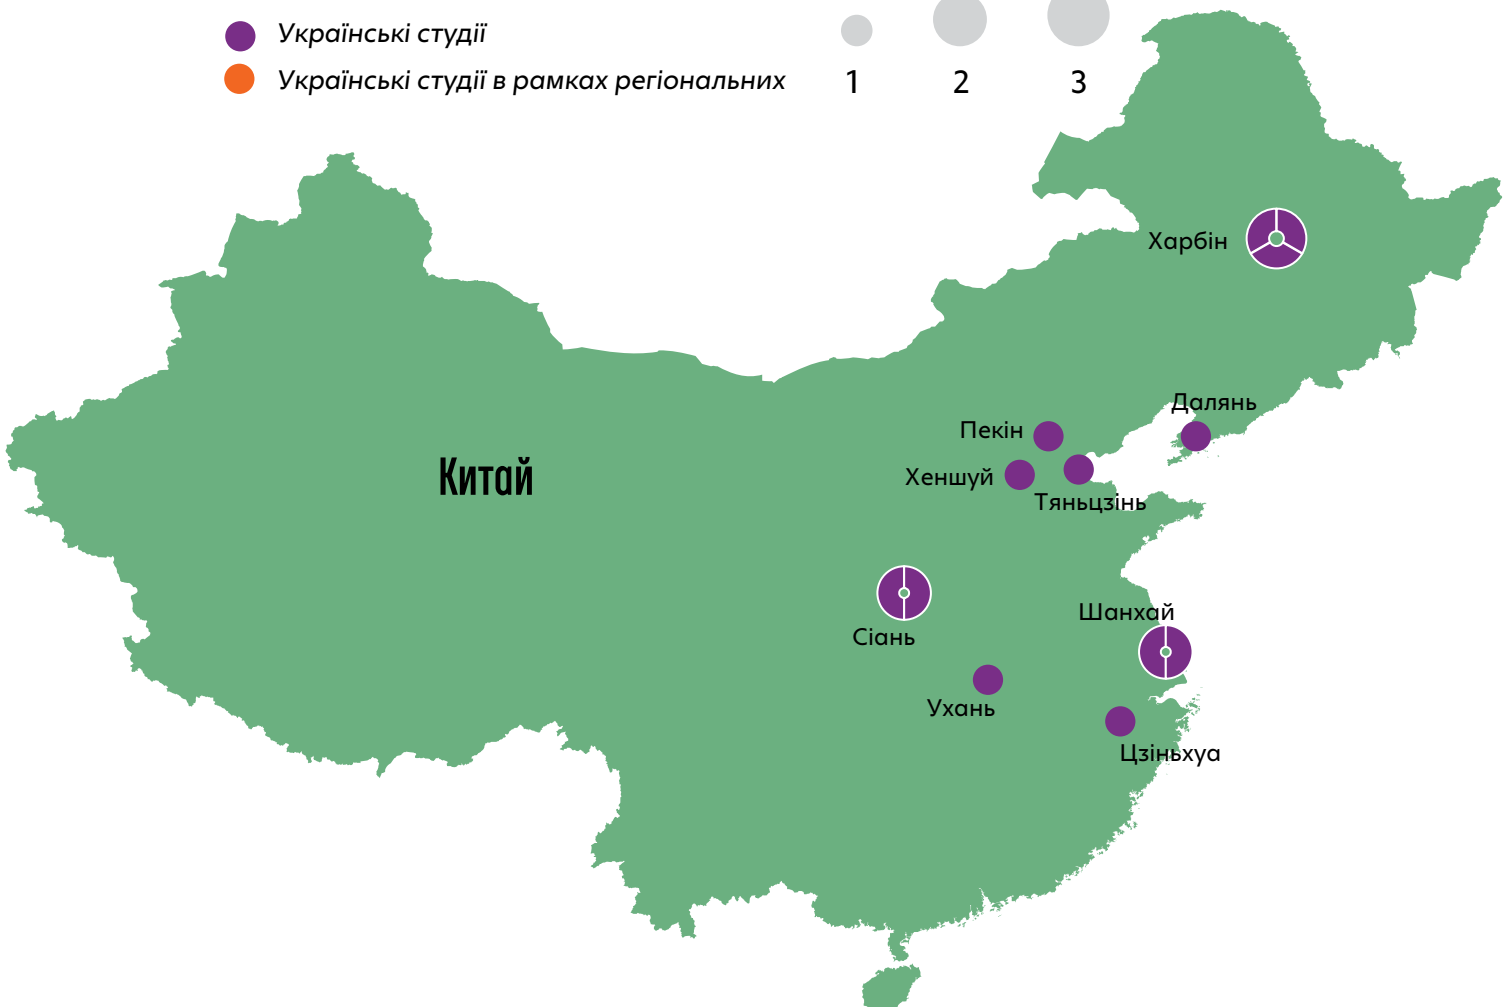 Українські студії
Українські студії в рамках регіональних
1 2 3
Харбін
Далянь
Пекін
Хеншуй
Тяньцзінь
Китай
Шанхай
Сіань
Ухань
Цзіньхуа